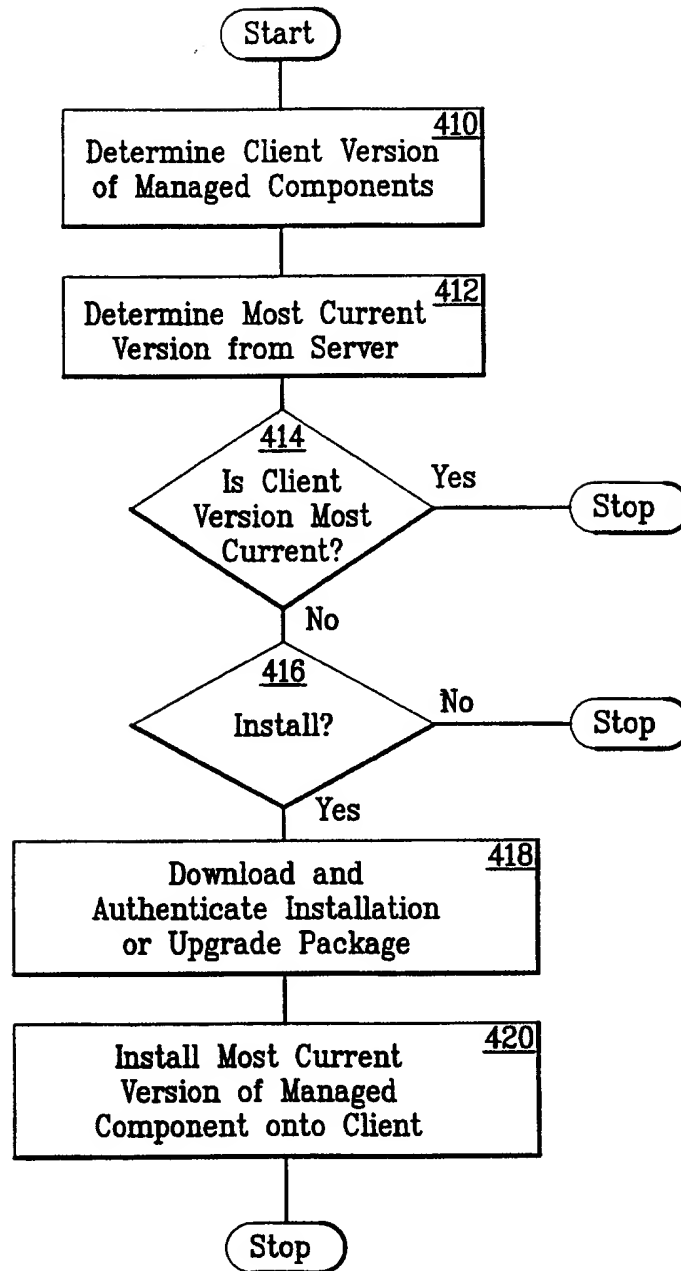 Start
410
Determine Client Version
of Managed Components
412
Determine Most Current
Version from Server
414
Is Client
Version Most
Current?
Yes
Stop
No
416
Install?
No
Stop
Yes
418
Download and
Authenticate Installation
or Upgrade Package
420
Install Most Current
Version of Managed
Component onto Client
Stop